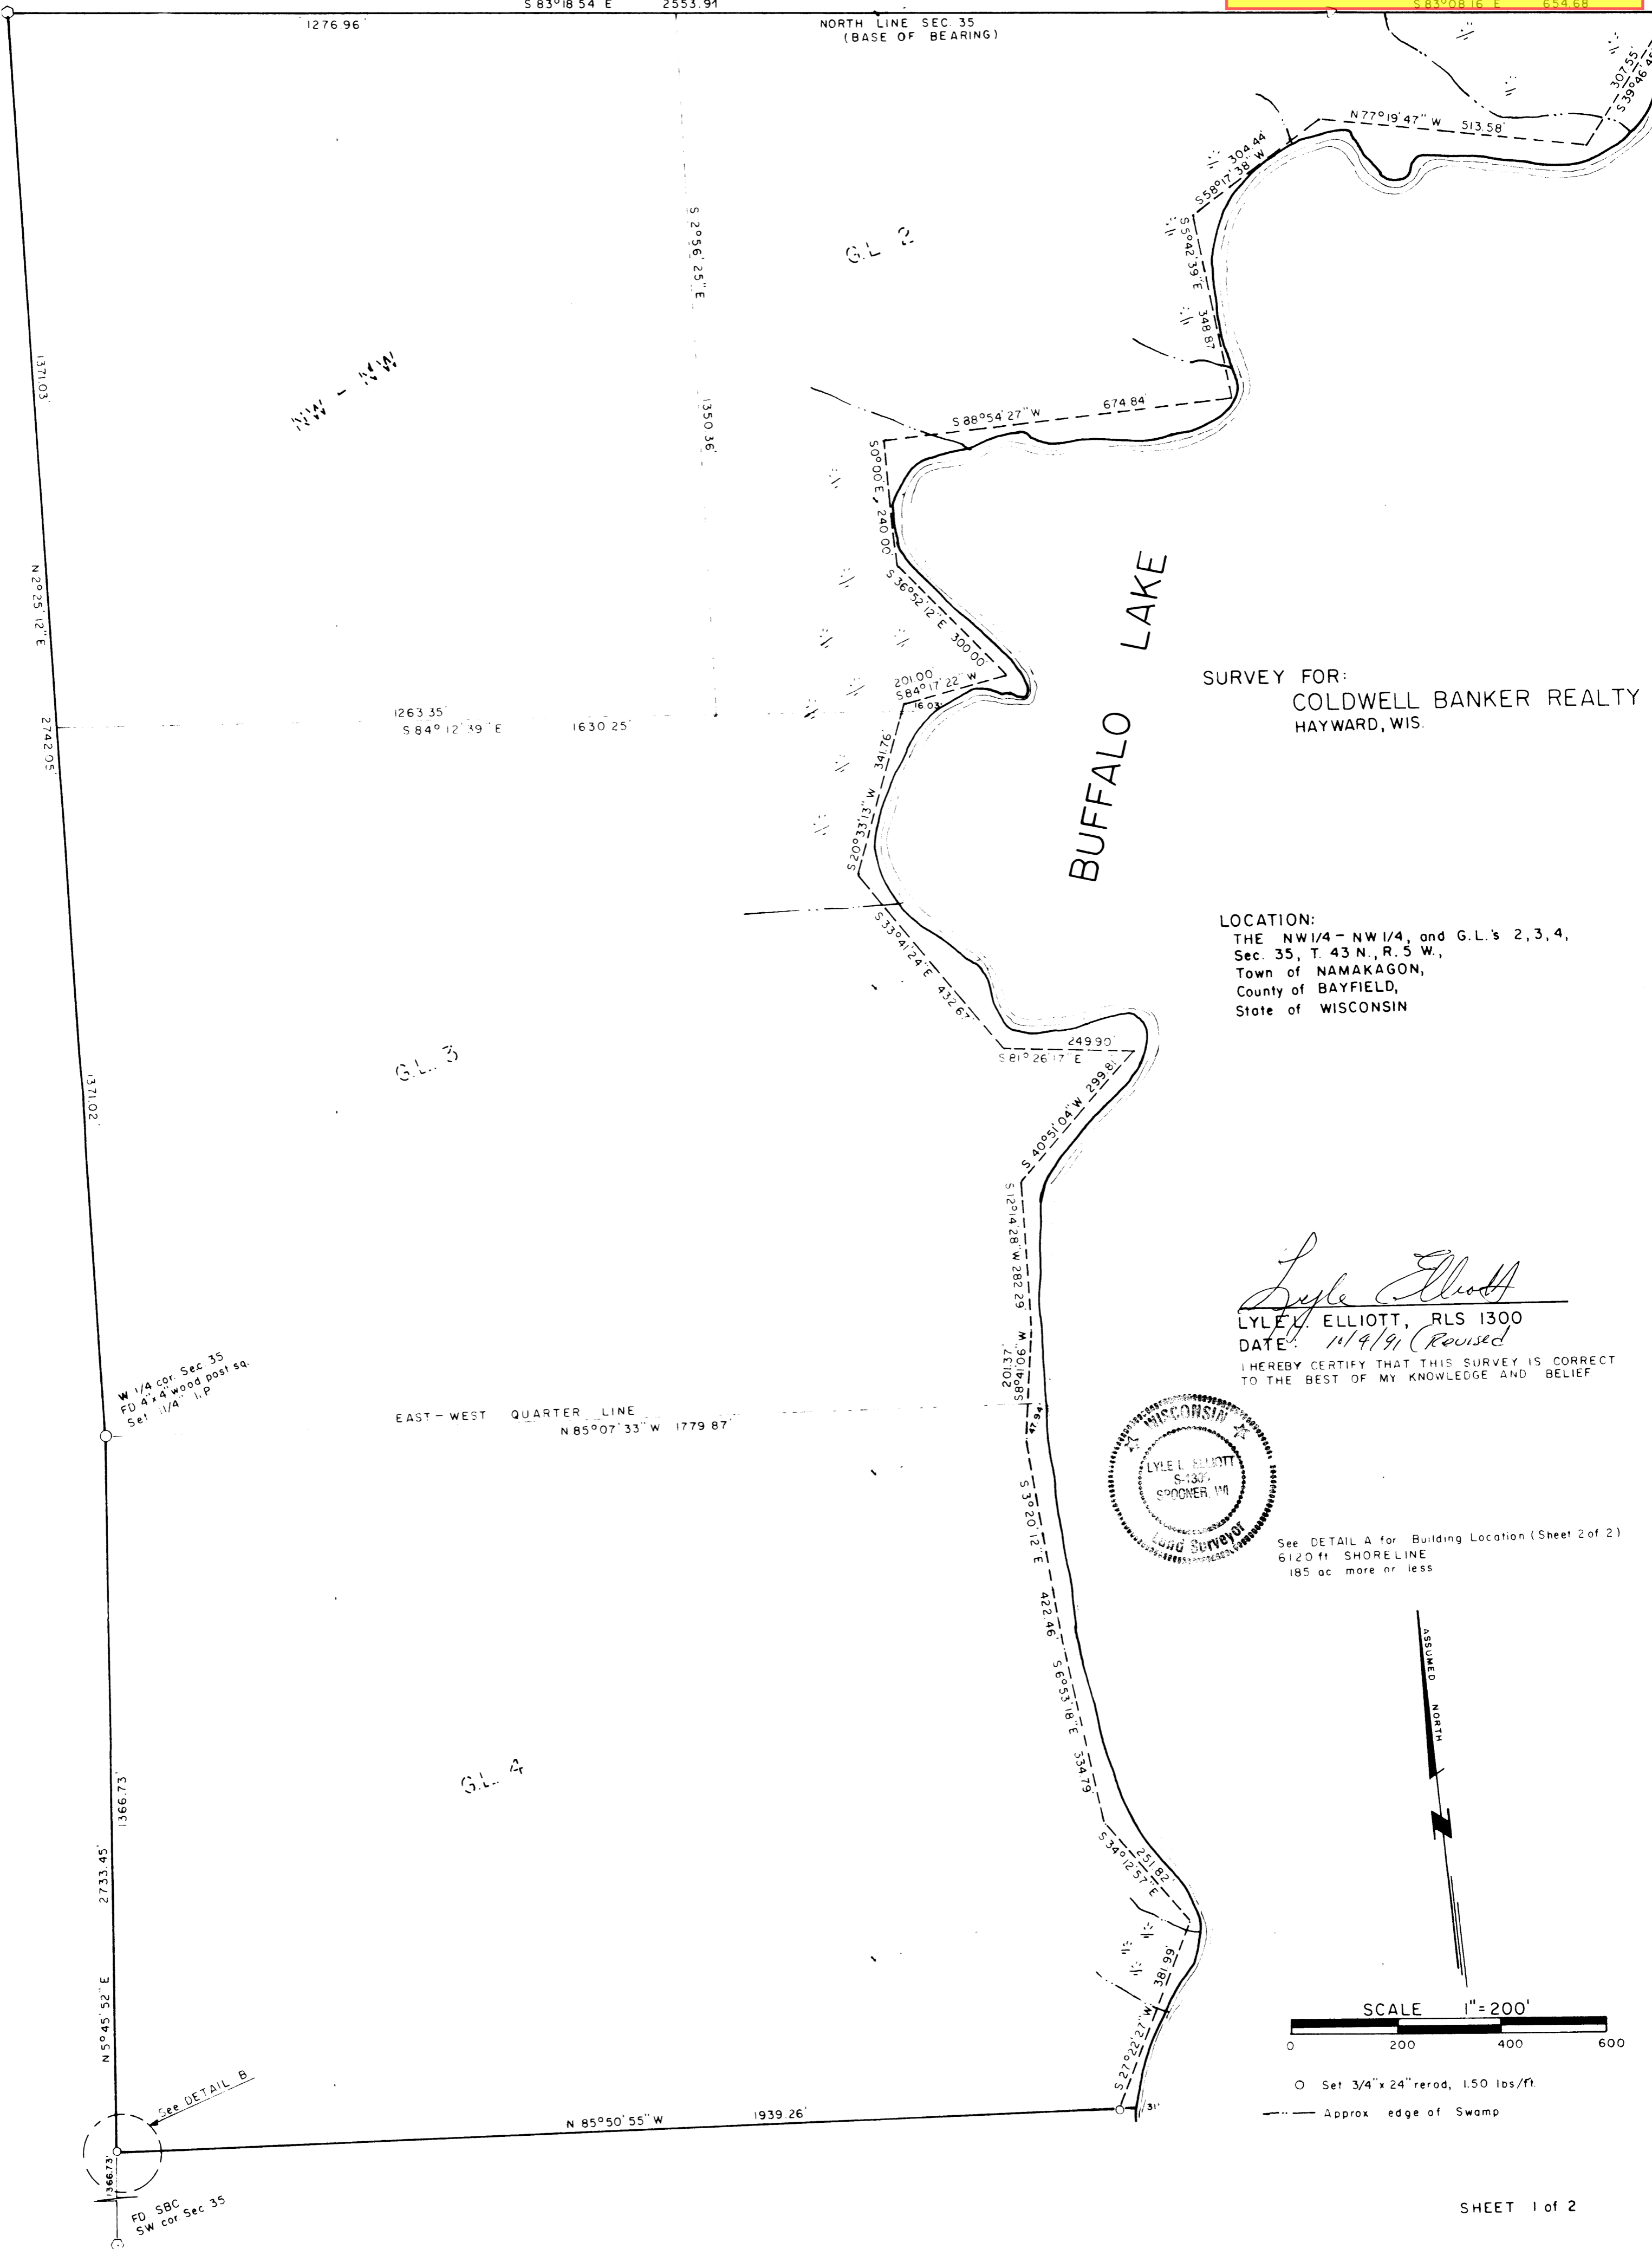 S 83°18'54" E 2553.91
S 83°08'16" E 654.68
1276.96'
NORTH LINE SEC. 35
(BASE OF BEARING)
307.55'
N 77°19'47" W 513.58'
304.44'
S 58°17'38" W
S 5°42'39" E 348.87
G.L. 2
S 2°56'25" E
1350.36'
NW - NW
1371.03'
N 2°25'12" E
2742.05'
S 88°54'27" W 674.84'
S 0°00' E 240.00'
S 36°52'12" E 300.00'
201.00'
S 84°17'22" W
16.03'
1263.35'
S 84°12'39" E 1630.25'
S 20°33'13" W 341.76'
BUFFALO LAKE
SURVEY FOR:
COLDWELL BANKER REALTY
HAYWARD, WIS.
LOCATION:
THE NW1/4 - NW 1/4, and G.L.'s 2,3,4,
Sec. 35, T. 43 N., R. 5 W.,
Town of NAMAKAGON,
County of BAYFIELD,
State of WISCONSIN
S 33°41'24" E 432.67'
249.90'
S 81°26'17" E
G.L. 3
1371.02'
S 40°51'04" W 299.81'
S 12°14'28" W 282.29'
201.37'
S 8°41'06" W
47.94'
Lyle Elliott
LYLE L. ELLIOTT, RLS 1300
DATE: 10/9/91 (Revised
I HEREBY CERTIFY THAT THIS SURVEY IS CORRECT
TO THE BEST OF MY KNOWLEDGE AND BELIEF
W 1/4 cor. Sec 35
FD 4"x4" wood post sq.
Set 1 1/4" I.P
EAST-WEST QUARTER LINE
N 85°07'33" W 1779.87'
WISCONSIN
LYLE L. ELLIOTT
S-1300
SPOONER, WI
Land Surveyor
See DETAIL A for Building Location (Sheet 2 of 2)
6120 ft SHORELINE
185 ac more or less
S 3°20'12" E 422.46'
S 6°53'18" E 334.79'
ASSUMED NORTH
G.L. 4
1366.73'
2733.45'
N 5°45'52" E
251.82'
S 34°12'57" E
S 27°22'27" W 381.99'
SCALE 1"=200'
0 200 400 600
Set 3/4"x 24" rerod, 1.50 lbs/ft.
Approx edge of Swamp
See DETAIL B
N 85°50'55" W 1939.26'
31'
1366.73'
FD SBC
SW cor Sec 35
SHEET 1 of 2